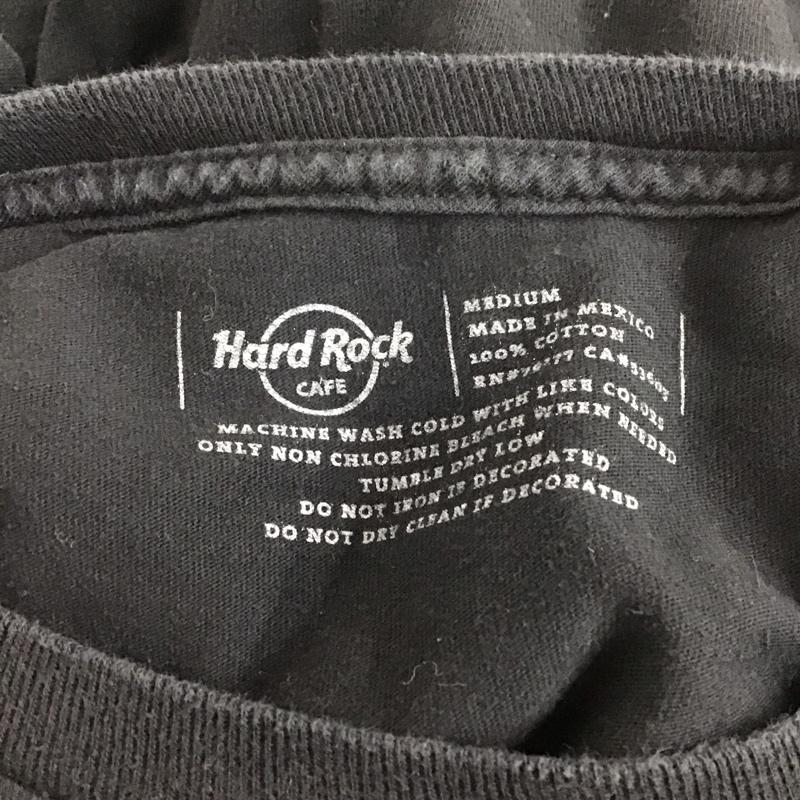 Hard Rock
CAFE
MEDIUM
MADE IN MEXICO
100% COTTON
MACHINE WASH COLD WITH LIKE COLORS
ONLY NON CHLORINE BLEACH WHEN NEEDED
TUMBLE DRY LOW
DO NOT IRON IF DECORATED
DO NOT DRY CLEAN IF DECORATED